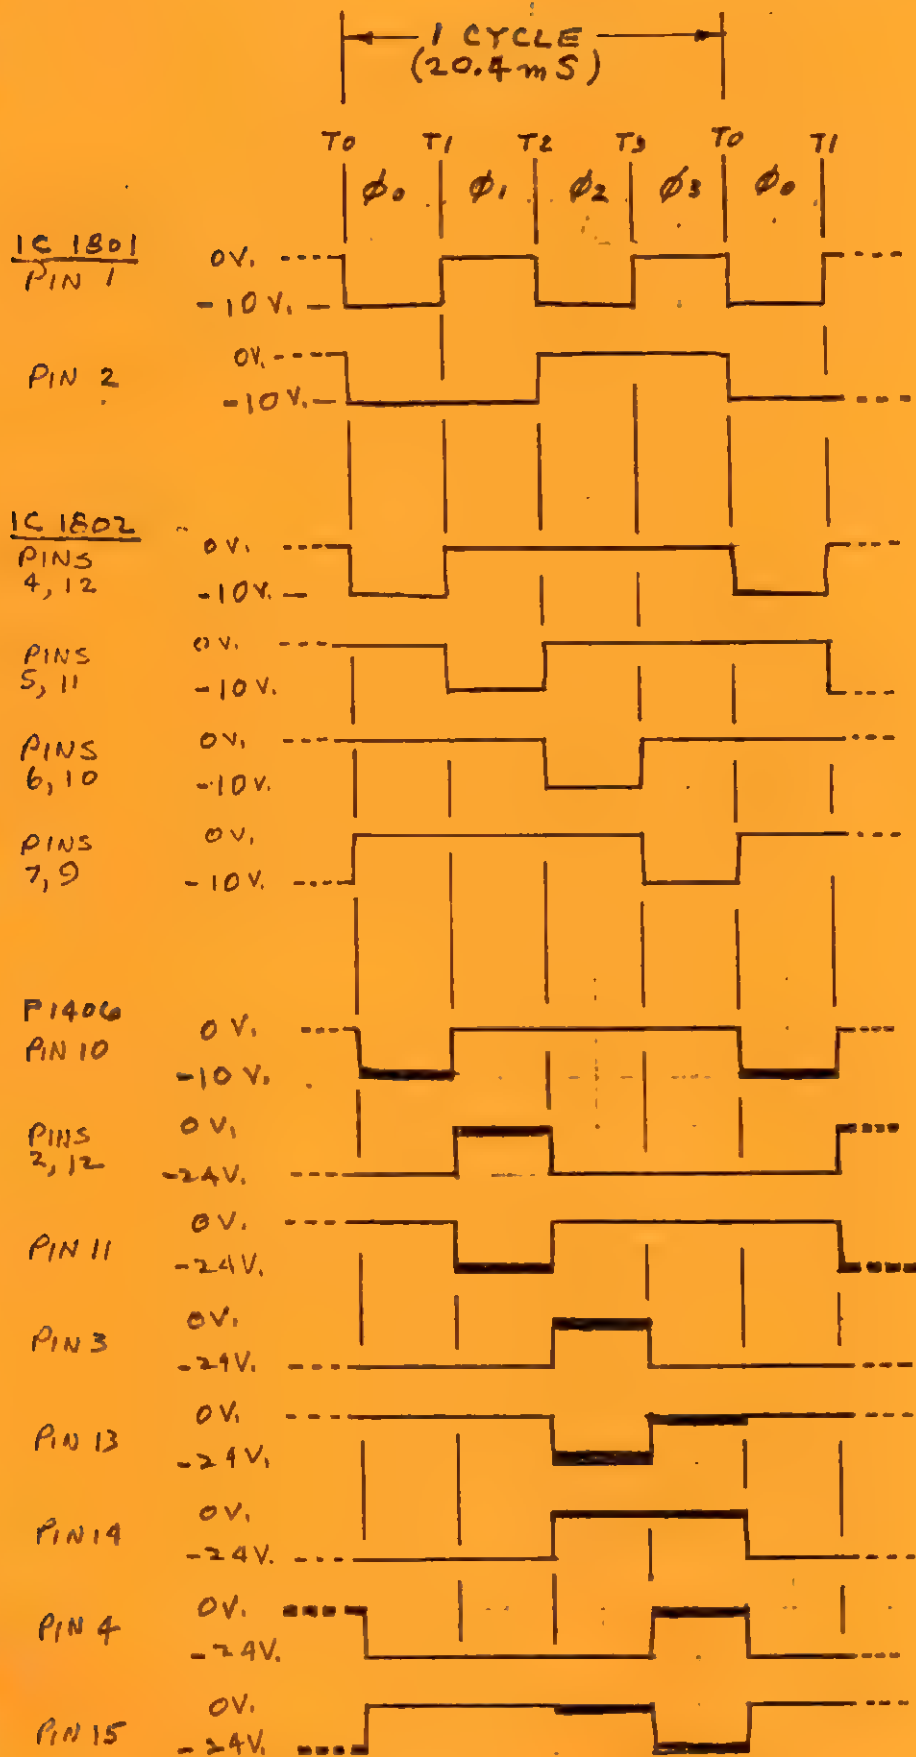 1 CYCLE
(20.4 mS)
T0 T1 T2 T3 T0 T1
φ0 φ1 φ2 φ3 φ0
IC 1801
PIN 1
0V.
-10V.
PIN 2
0V.
-10V.
IC 1802
PINS
4, 12
0V.
-10V.
PINS
5, 11
0V.
-10V.
PINS
6, 10
0V.
-10V.
PINS
7, 9
0V.
-10V.
P1406
PIN 10
0V.
-10V.
PINS
2, 12
0V.
-24V.
PIN 11
0V.
-24V.
PIN 3
0V.
-24V.
PIN 13
0V.
-24V.
PIN 14
0V.
-24V.
PIN 4
0V.
-24V.
PIN 15
0V.
-24V.